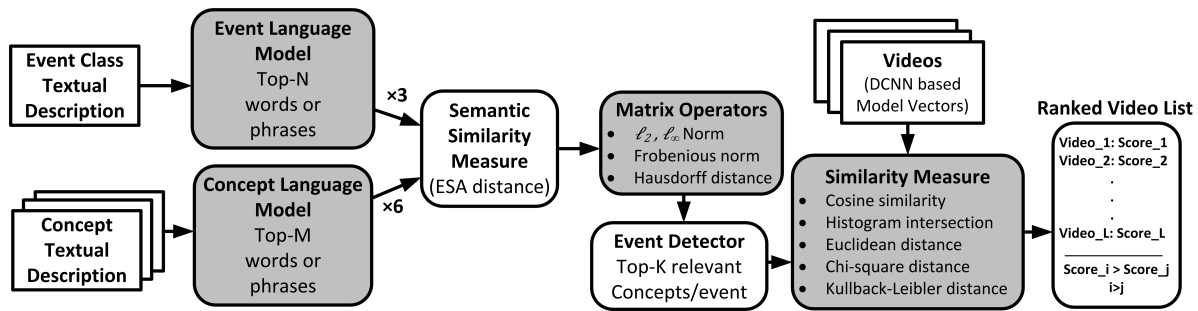 Event Class
Textual
Description
Event Language
Model
Top-N
words or
phrases
×3
Concept
Textual
Description
Concept Language
Model
Top-M
words or
phrases
×6
Semantic
Similarity
Measure
(ESA distance)
Matrix Operators
• ℓ₂, ℓ∞ Norm
• Frobenious norm
• Hausdorff distance
Event Detector
Top-K relevant
Concepts/event
Videos
(DCNN based
Model Vectors)
Similarity Measure
• Cosine similarity
• Histogram intersection
• Euclidean distance
• Chi-square distance
• Kullback-Leibler distance
Ranked Video List
Video_1: Score_1
Video_2: Score_2
.
.
.
Video_L: Score_L
Score_i > Score_j
i>j